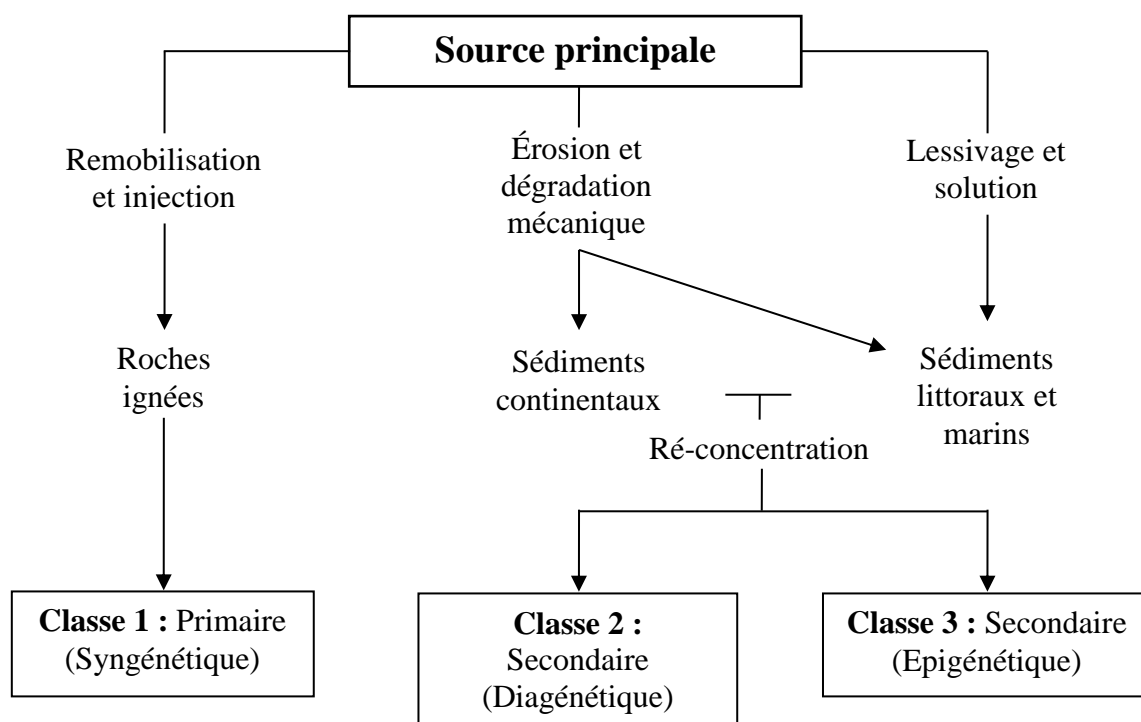 Source principale
Remobilisation
et injection
Érosion et
dégradation
mécanique
Lessivage et
solution
Roches
ignées
Sédiments
continentaux
Sédiments
littoraux et
marins
Ré-concentration
Classe 1 : Primaire
(Syngénétique)
Classe 2 :
Secondaire
(Diagénétique)
Classe 3 : Secondaire
(Epigénétique)